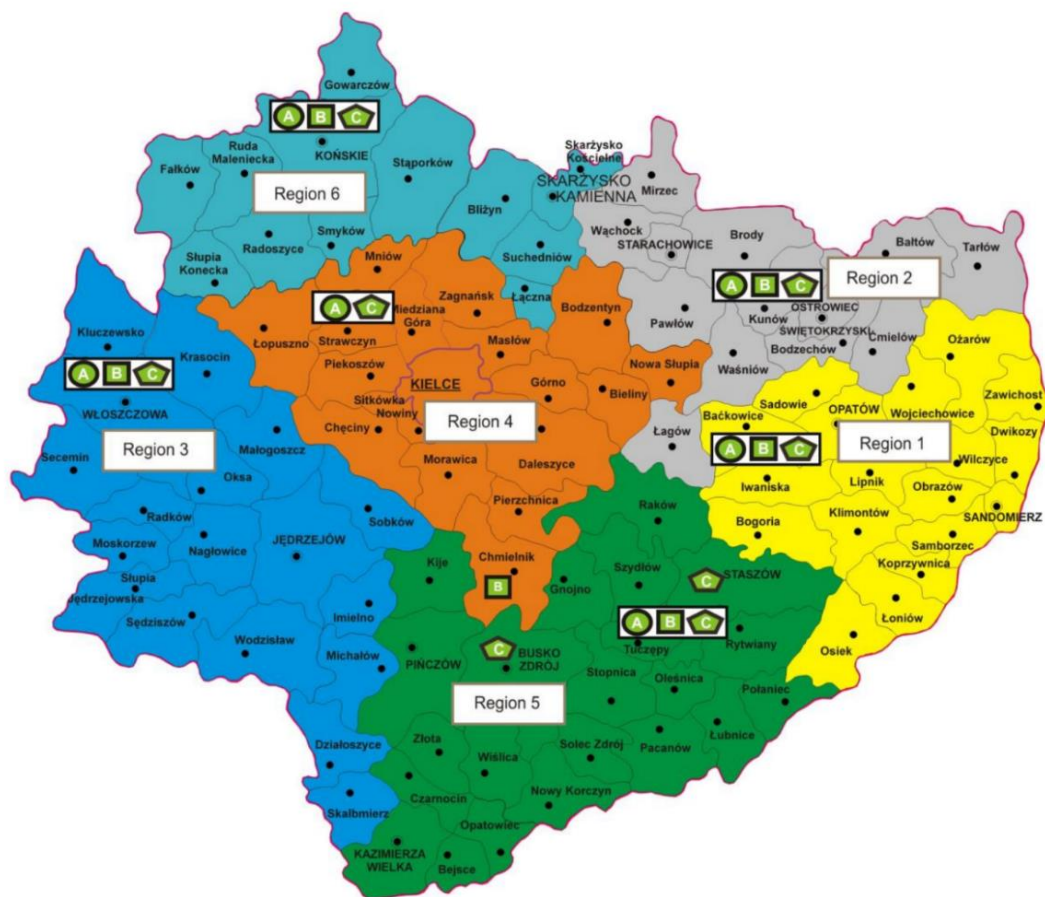 Gowarczów
A B C
KOŃSKIE
Ruda
Maleniecka
Fałków
Stąporków
Region 6
Radoszyce
Smyków
Słupia
Konecka
Skarżysko
Kościelne
SKARŻYSKO
KAMIENNA
Bliżyn
Suchedniów
Łączna
Mirzec
Wąchock
STARACHOWICE
Brody
Bałtów
Tarłów
Region 2
A B C
Kunów
OSTROWIEC
ŚWIĘTOKRZYSKI
Bodzechów
Ćmielów
Pawłów
Waśniów
Łagów
Mniów
A C
Miedziana
Góra
Zagnańsk
Bodzentyn
Łopuszno
Strawczyn
Masłów
Piekoszów
KIELCE
Górno
Nowa Słupia
Bieliny
Sitkówka
Nowiny
Region 4
Chęciny
Morawica
Daleszyce
Pierzchnica
Chmielnik
B
Kluczewsko
Krasocin
A B C
WŁOSZCZOWA
Region 3
Małogoszcz
Secemin
Oksa
Radków
Sobków
Moskorzew
Nagłowice
JĘDRZEJÓW
Słupia
Jędrzejowska
Sędziszów
Imielno
Wodzisław
Michałów
Działoszyce
Skalbmierz
Ożarów
Sadowie
OPATÓW
Wojciechowice
Zawichost
Baćkowice
Region 1
Dwikozy
A B C
Wilczyce
Iwaniska
Lipnik
Obrazów
SANDOMIERZ
Bogoria
Klimontów
Samborzec
Koprzywnica
Łoniów
Osiek
Raków
Kije
Gnojno
Szydłów
C
STASZÓW
A B C
Tuczępy
Rytwiany
PIŃCZÓW
C
BUSKO
ZDRÓJ
Stopnica
Oleśnica
Połaniec
Region 5
Łubnice
Pacanów
Złota
Wiślica
Solec Zdrój
Czarnocin
Nowy Korczyn
Opatowiec
KAZIMIERZA
WIELKA
Bejsce